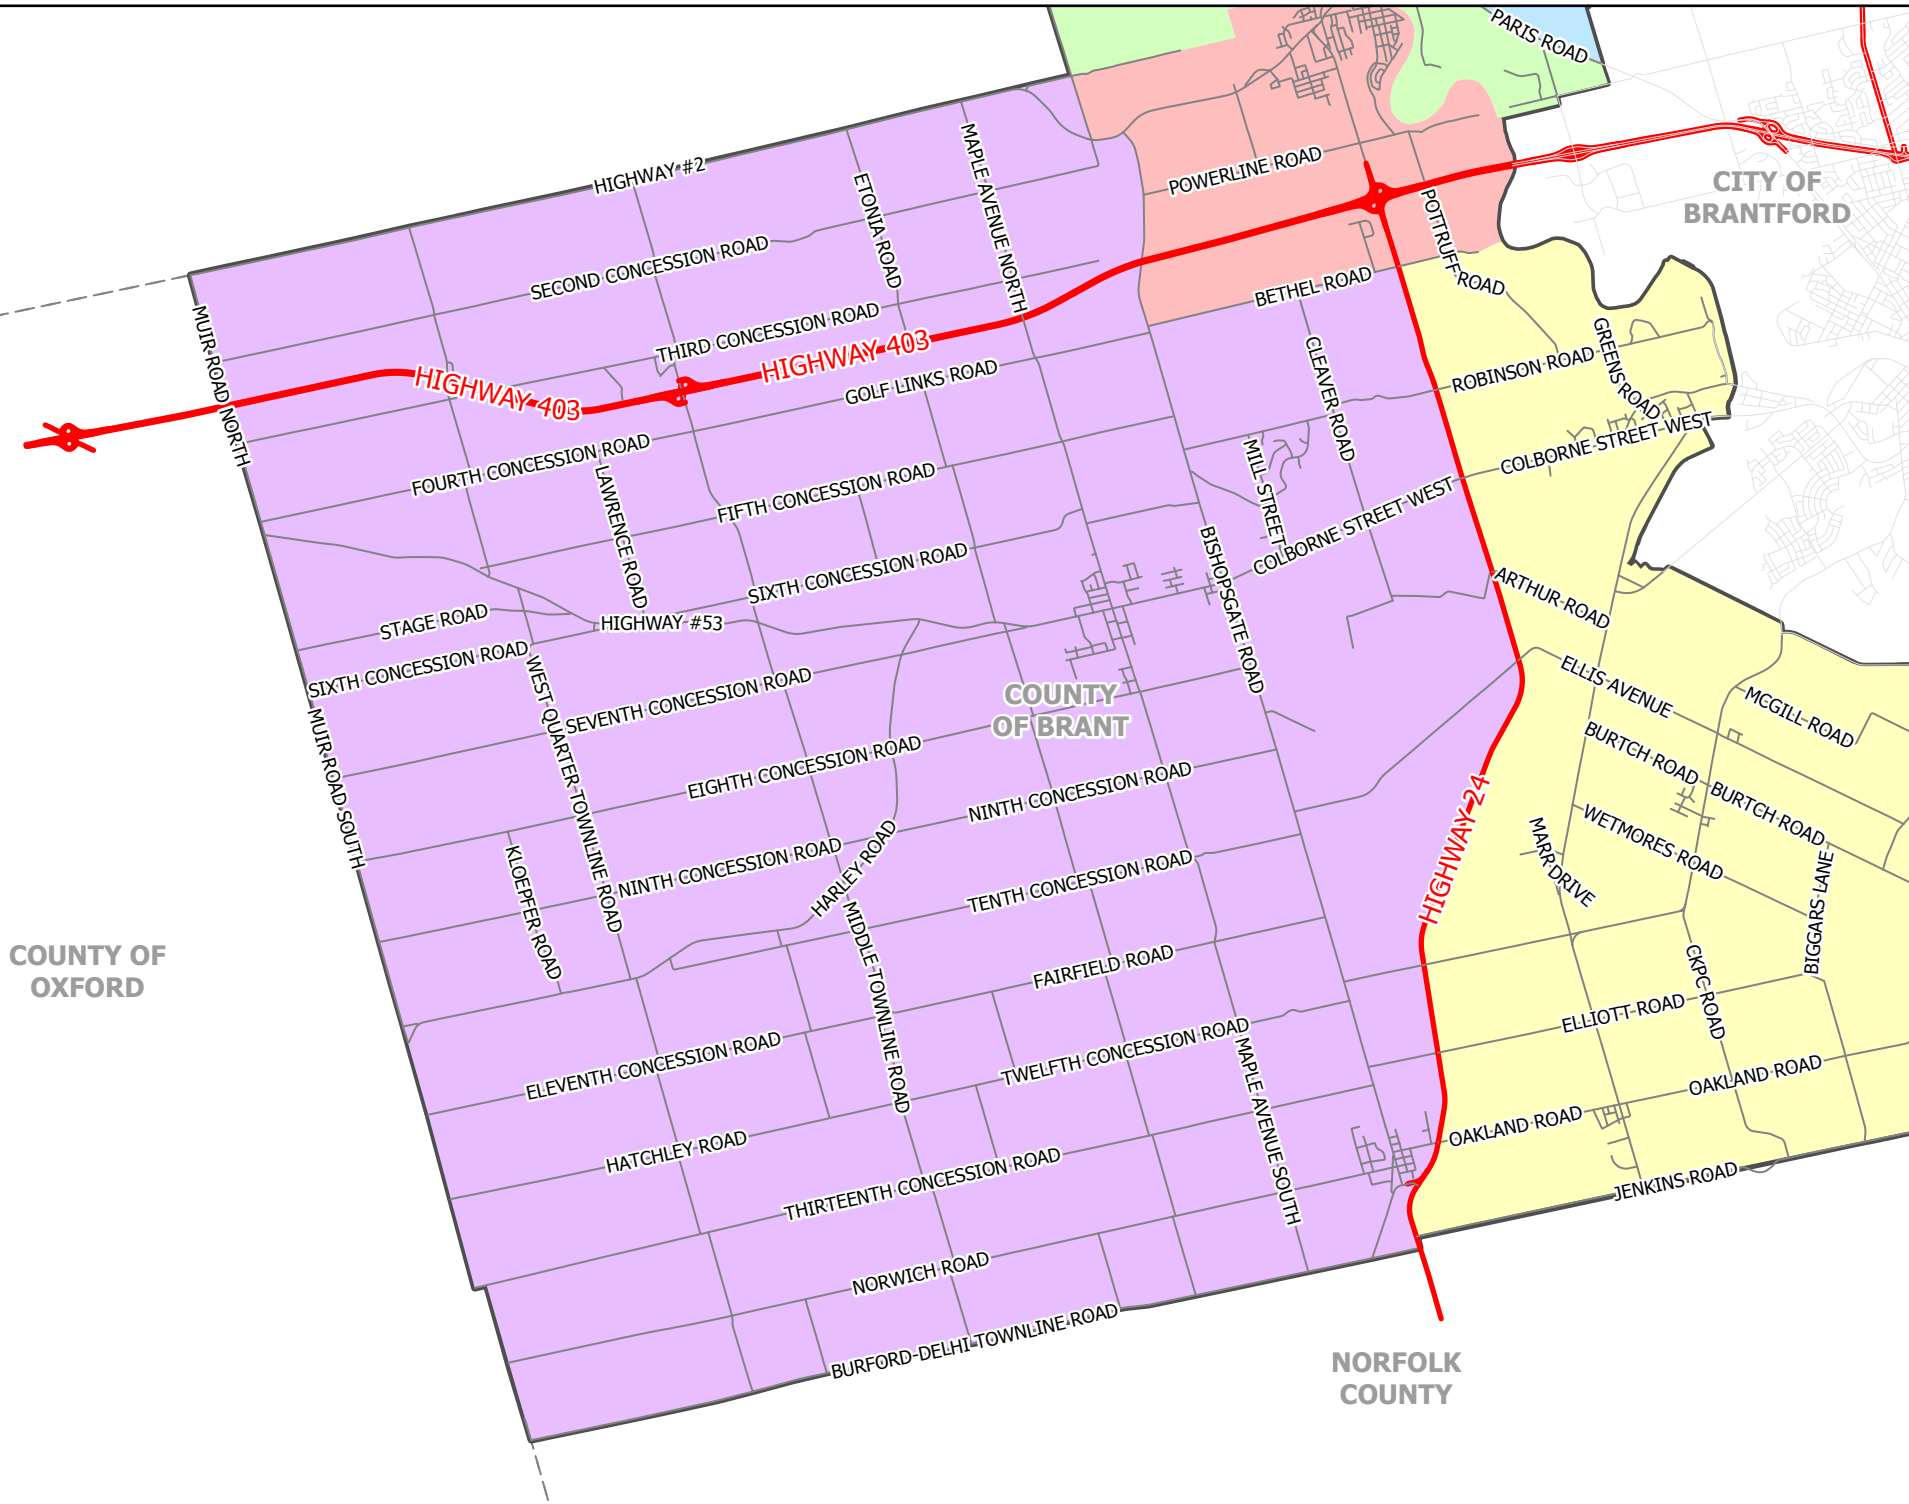 PARIS ROAD
HIGHWAY #2
MAPLE AVENUE NORTH
ETONIA ROAD
POWERLINE ROAD
CITY OF
BRANTFORD
POTTRUFF ROAD
SECOND CONCESSION ROAD
BETHEL ROAD
MUIR ROAD NORTH
THIRD CONCESSION ROAD
HIGHWAY 403
HIGHWAY 403
GOLF LINKS ROAD
CLEAVER ROAD
GREENS ROAD
ROBINSON ROAD
COLBORNE STREET WEST
FOURTH CONCESSION ROAD
LAWRENCE ROAD
FIFTH CONCESSION ROAD
MILL STREET
COLBORNE STREET WEST
BISHOPSGATE ROAD
SIXTH CONCESSION ROAD
ARTHUR ROAD
STAGE ROAD
HIGHWAY #53
SIXTH CONCESSION ROAD
WEST QUARTER TOWNLINE ROAD
SEVENTH CONCESSION ROAD
COUNTY
OF BRANT
ELLIS AVENUE
MCGILL ROAD
MUIR ROAD SOUTH
BURTCH ROAD
BURTCH ROAD
EIGHTH CONCESSION ROAD
NINTH CONCESSION ROAD
HIGHWAY 24
WETMORES ROAD
MARR DRIVE
BIGGARS LANE
KLOEPFER ROAD
NINTH CONCESSION ROAD
HARLEY ROAD
TENTH CONCESSION ROAD
MIDDLE TOWNLINE ROAD
COUNTY OF
OXFORD
FAIRFIELD ROAD
CKPC ROAD
ELLIOTT ROAD
ELEVENTH CONCESSION ROAD
TWELFTH CONCESSION ROAD
MAPLE AVENUE SOUTH
OAKLAND ROAD
OAKLAND ROAD
HATCHLEY ROAD
THIRTEENTH CONCESSION ROAD
JENKINS ROAD
NORWICH ROAD
BURFORD-DELHI TOWNLINE ROAD
NORFOLK
COUNTY